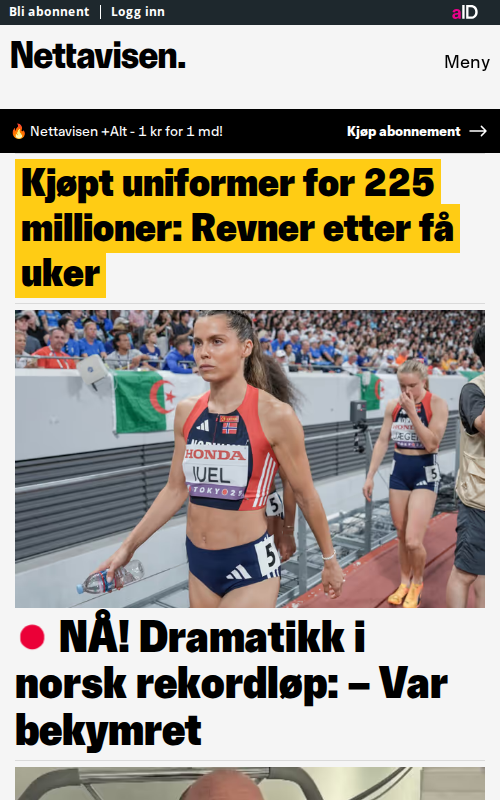 Bli abonnent
Logg inn
aID
Nettavisen.
Meny
Nettavisen +Alt - 1 kr for 1 md!
Kjøp abonnement
Kjøpt uniformer for 225
millioner: Revner etter få
uker
HONDA
IUEL
TOKYO 25
5
5
HONDA
5
NÅ! Dramatikk i
norsk rekordløp: – Var
bekymret